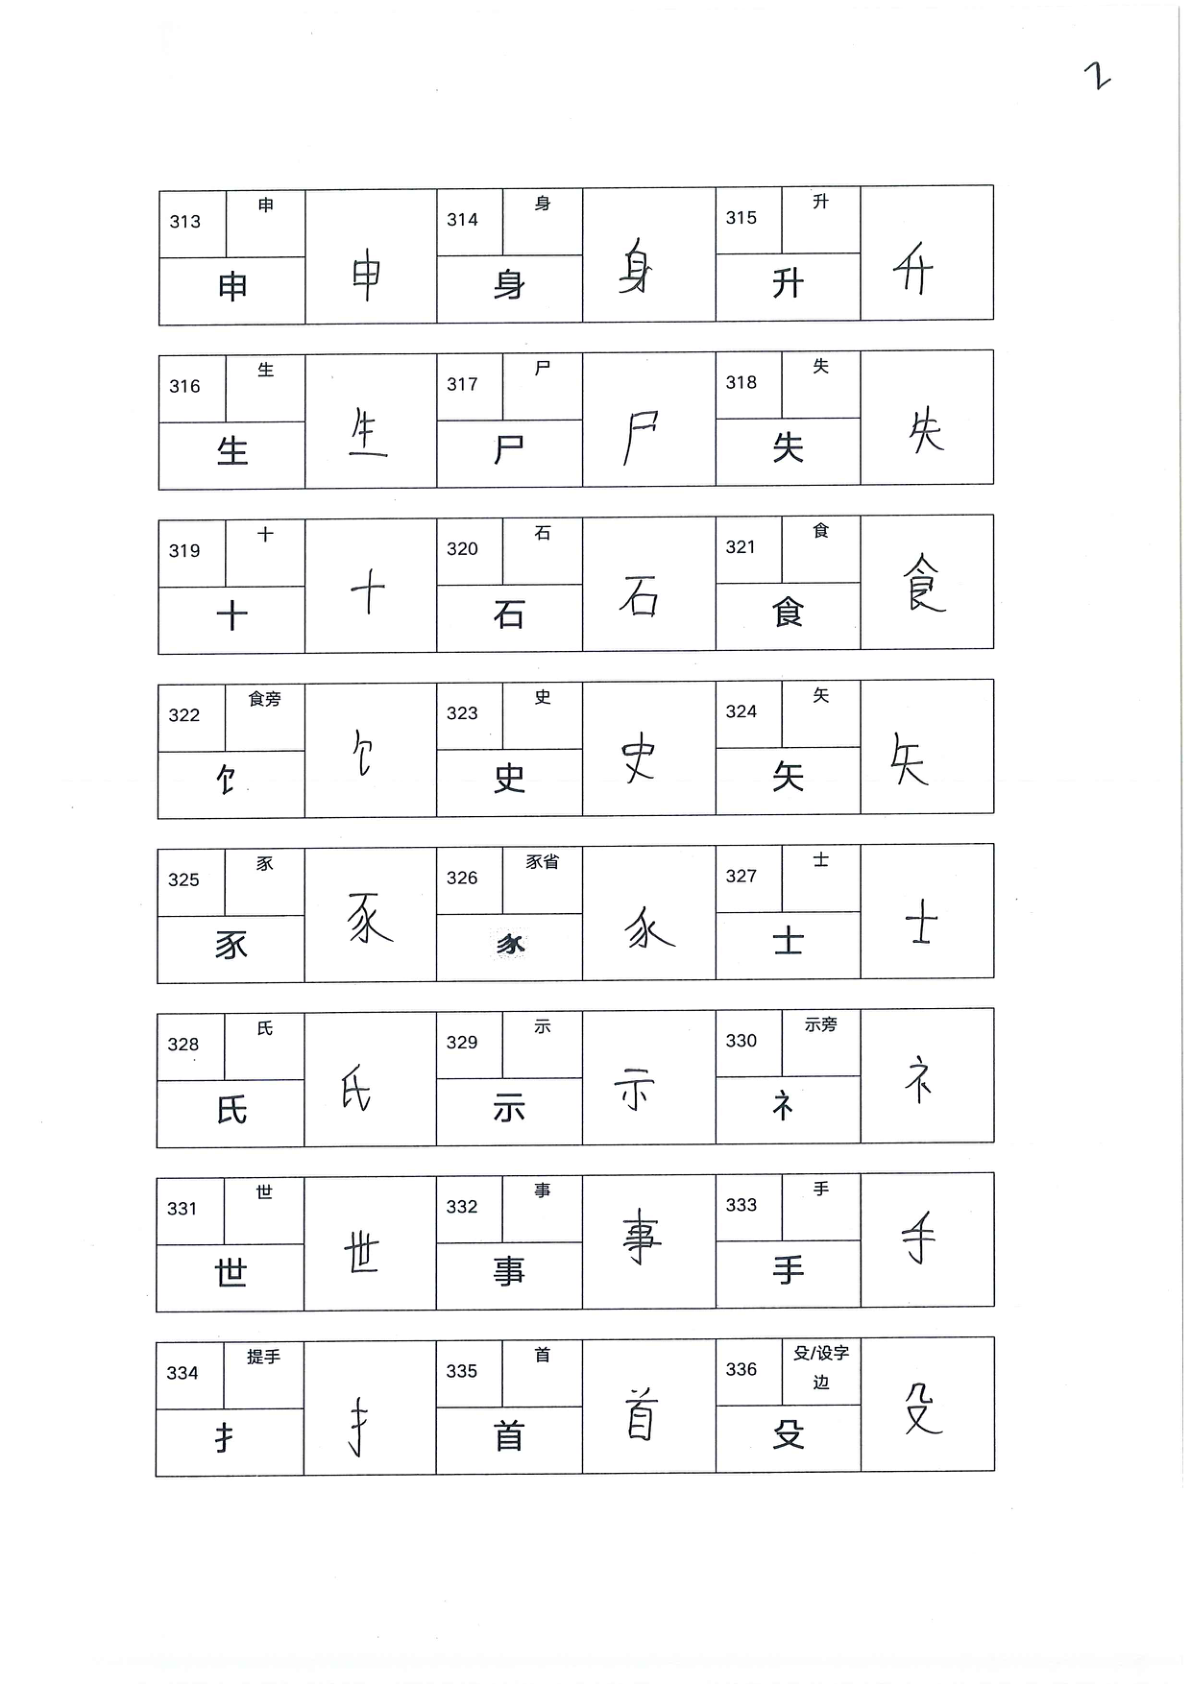 2
313 申 申 申 314 身 身 身 315 升 升 升
316 生 生 生 317 尸 尸 尸 318 失 失 失
319 十 十 十 320 石 石 石 321 食 食 食
322 食旁 饣 饣 323 史 史 史 324 矢 矢 矢
325 豕 豕 豕 326 豕省 327 士 士 士
328 氏 氏 氏 329 示 示 示 330 示旁 礻 礻
331 世 世 世 332 事 事 事 333 手 手 手
334 提手 扌 扌 335 首 首 首 336 殳/设字边 殳 殳